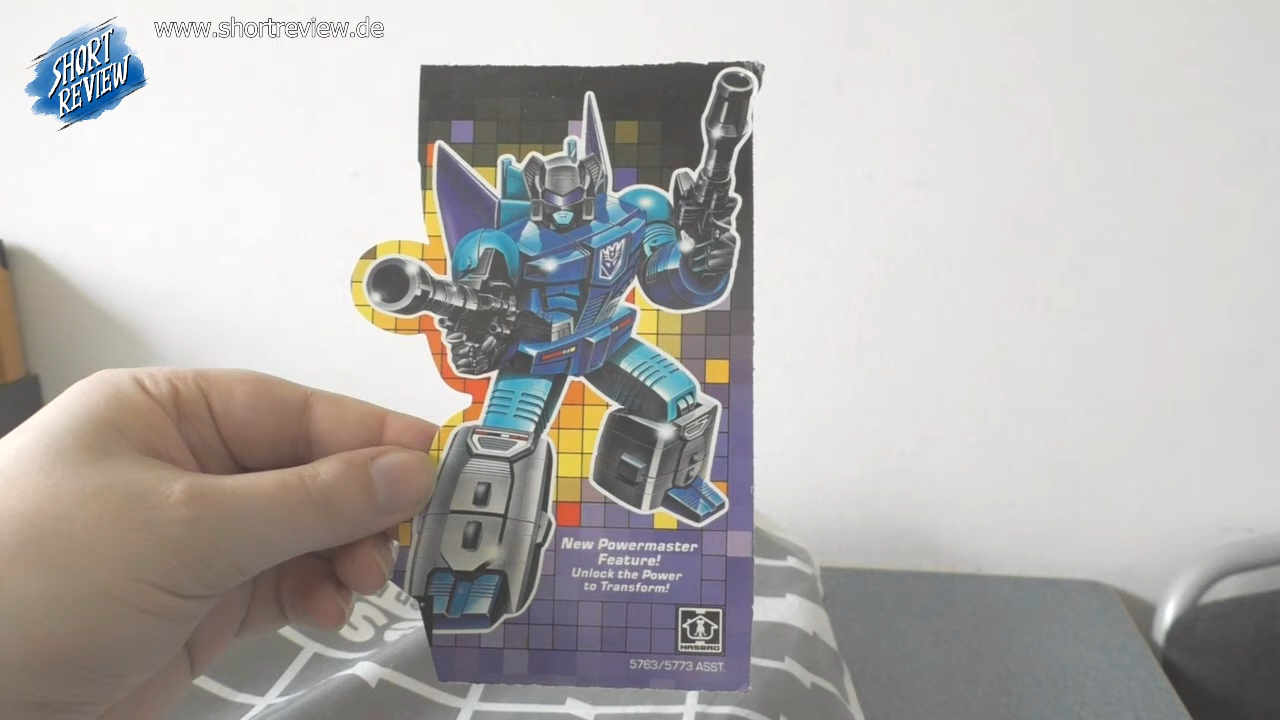 www.shortreview.de
SHORT
REVIEW
New Powermaster
Feature!
Unlock the Power
to Transform!
HASBRO
5763/5773 ASST.